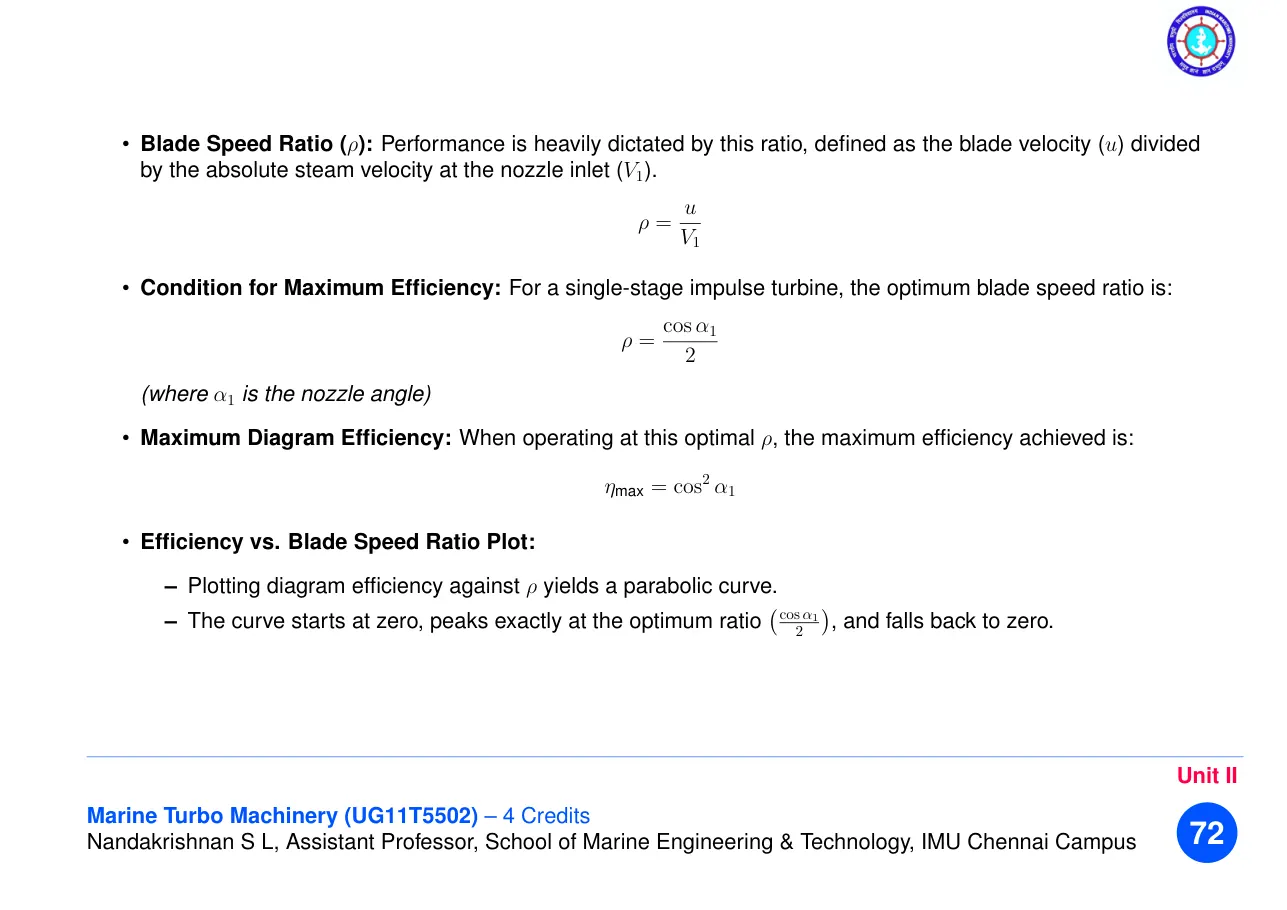 • Blade Speed Ratio (ρ): Performance is heavily dictated by this ratio, defined as the blade velocity (u) divided
by the absolute steam velocity at the nozzle inlet (V₁).
ρ = u / V₁
• Condition for Maximum Efficiency: For a single-stage impulse turbine, the optimum blade speed ratio is:
ρ = cos α₁ / 2
(where α₁ is the nozzle angle)
• Maximum Diagram Efficiency: When operating at this optimal ρ, the maximum efficiency achieved is:
ηmax = cos² α₁
• Efficiency vs. Blade Speed Ratio Plot:
– Plotting diagram efficiency against ρ yields a parabolic curve.
– The curve starts at zero, peaks exactly at the optimum ratio (cos α₁ / 2), and falls back to zero.
Unit II
Marine Turbo Machinery (UG11T5502) – 4 Credits
Nandakrishnan S L, Assistant Professor, School of Marine Engineering & Technology, IMU Chennai Campus
72